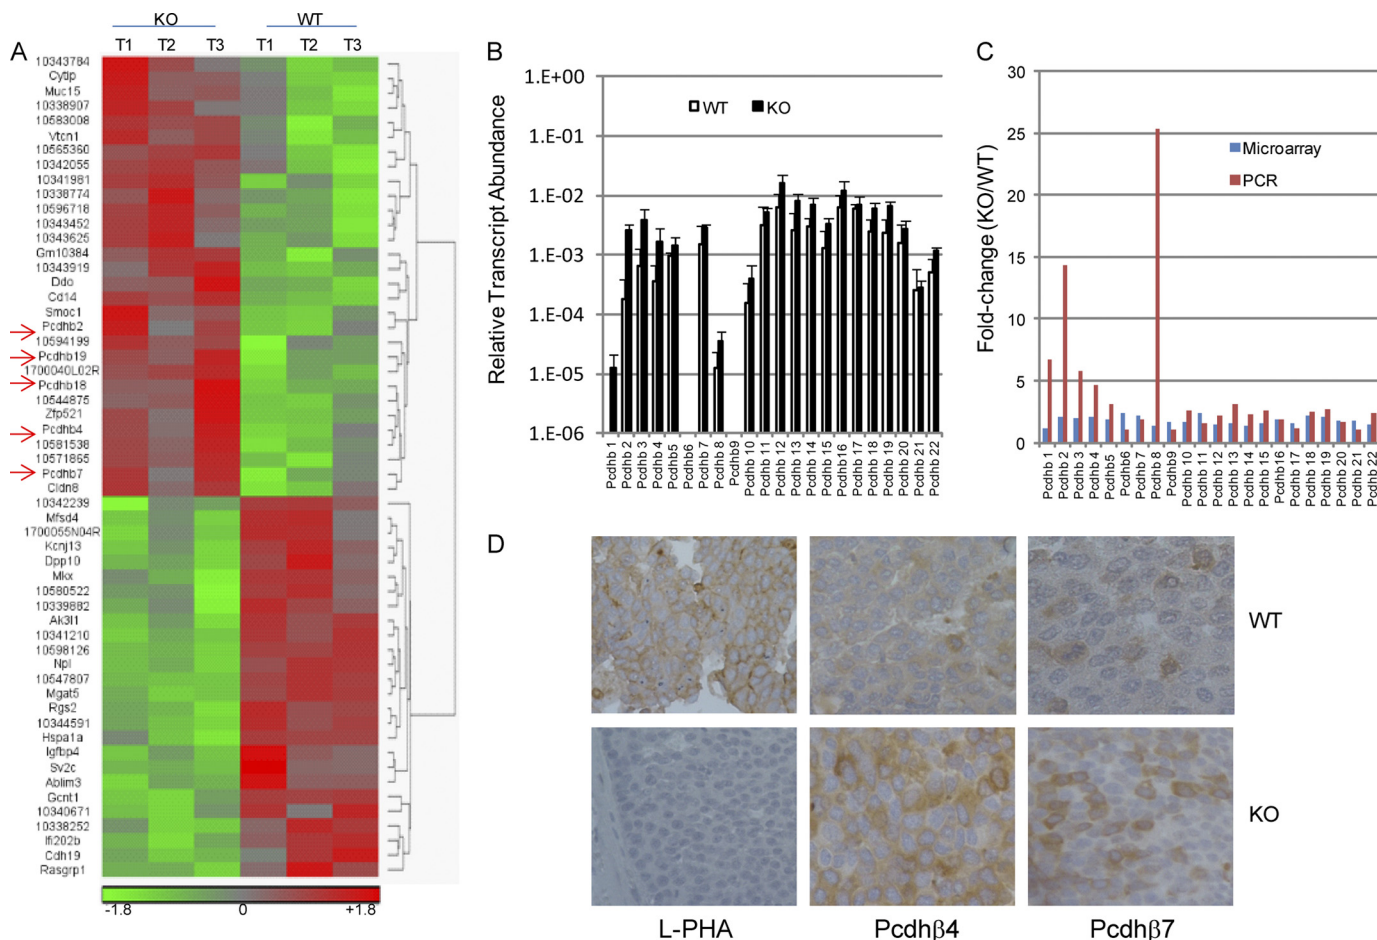 KO WT
T1 T2 T3 T1 T2 T3
A
10343784
Cytip
Muc15
10338907
10583008
Vtcn1
10565360
10342055
10341981
10338774
10596718
10343452
10343625
Gm10384
10343919
Ddo
Cd14
Smoc1
Pcdhb2
10594199
Pcdhb19
1700040L02R
Pcdhb18
10544875
Zfp521
Pcdhb4
10581538
10571865
Pcdhb7
Cldn8
10342239
Mfsd4
1700055N04R
Kcnj13
Dpp10
Mkx
10580522
10339882
Ak3l1
10341210
10598126
Npl
10547807
Mgat5
Rgs2
10344591
Hspa1a
Igfbp4
Sv2c
Ablim3
Gcnt1
10340671
10338252
Ifi202b
Cdh19
Rasgrp1
-1.8 0 +1.8
B
Relative Transcript Abundance
1.E+00
1.E-01
1.E-02
1.E-03
1.E-04
1.E-05
1.E-06
WT KO
Pcdhb 1
Pcdhb 2
Pcdhb 3
Pcdhb 4
Pcdhb5
Pcdhb6
Pcdhb 7
Pcdhb 8
Pcdhb9
Pcdhb 10
Pcdhb 11
Pcdhb 12
Pcdhb 13
Pcdhb 14
Pcdhb 15
Pcdhb 16
Pcdhb 17
Pcdhb 18
Pcdhb 19
Pcdhb 20
Pcdhb 21
Pcdhb 22
C
Fold-change (KO/WT)
30
25
20
15
10
5
0
Microarray
PCR
Pcdhb 1
Pcdhb 2
Pcdhb 3
Pcdhb 4
Pcdhb5
Pcdhb6
Pcdhb 7
Pcdhb 8
Pcdhb9
Pcdhb 10
Pcdhb 11
Pcdhb 12
Pcdhb 13
Pcdhb 14
Pcdhb 15
Pcdhb 16
Pcdhb 17
Pcdhb 18
Pcdhb 19
Pcdhb 20
Pcdhb 21
Pcdhb 22
D
WT
KO
L-PHA Pcdhβ4 Pcdhβ7